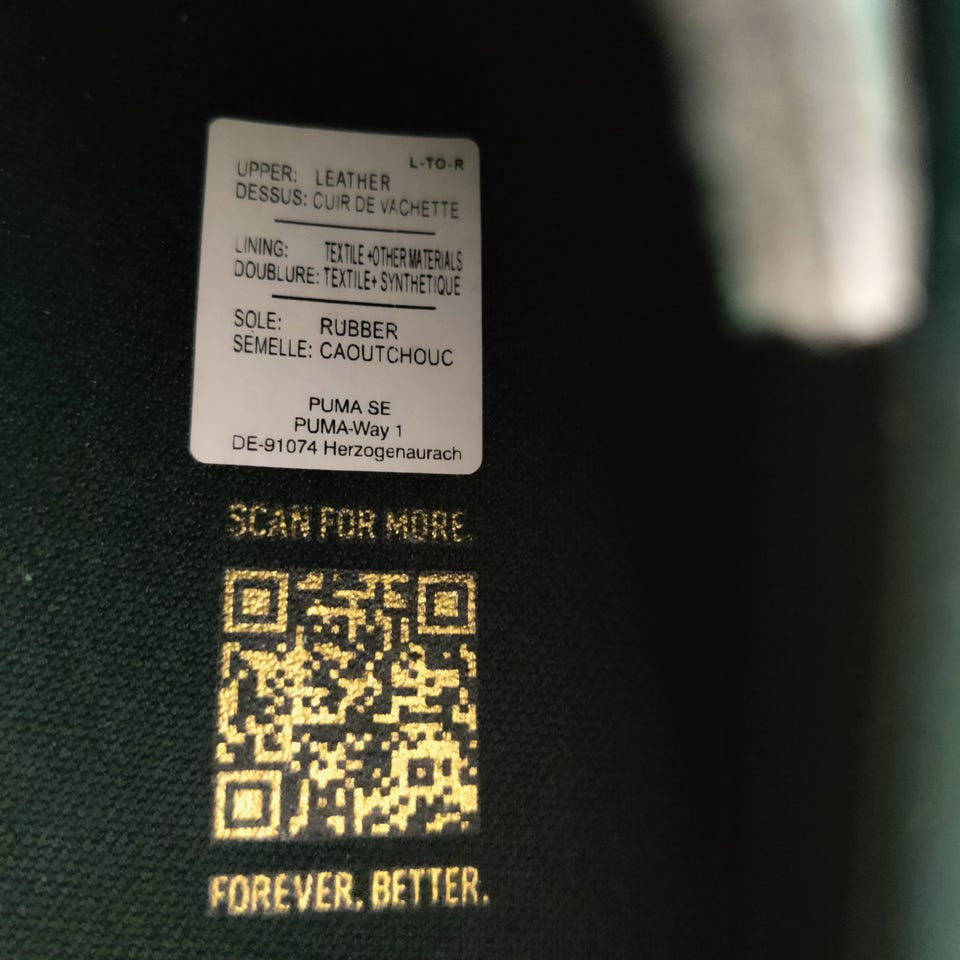 L-TO-R
UPPER: LEATHER
DESSUS: CUIR DE VACHETTE
LINING: TEXTILE +OTHER MATERIALS
DOUBLURE: TEXTILE+ SYNTHETIQUE
SOLE: RUBBER
SEMELLE: CAOUTCHOUC
PUMA SE
PUMA-Way 1
DE-91074 Herzogenaurach
SCAN FOR MORE.
FOREVER. BETTER.